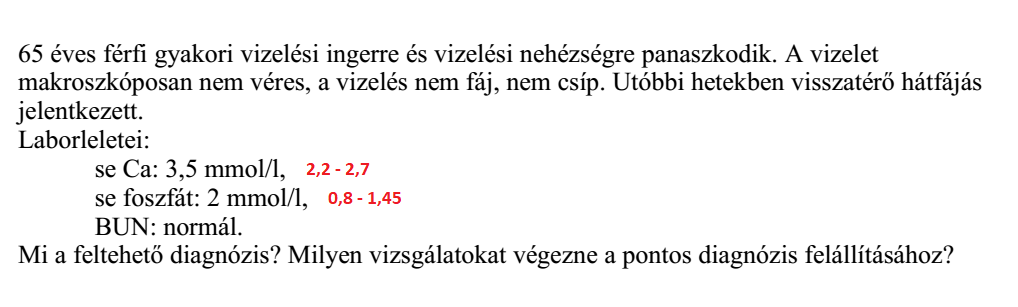 65 éves férfi gyakori vizelési ingerre és vizelési nehézségre panaszkodik. A vizelet
makroszkóposan nem véres, a vizelés nem fáj, nem csíp. Utóbbi hetekben visszatérő hátfájás
jelentkezett.
Laborleletei:
se Ca: 3,5 mmol/l, 2,2 - 2,7
se foszfát: 2 mmol/l, 0,8 - 1,45
BUN: normál.
Mi a feltehető diagnózis? Milyen vizsgálatokat végezne a pontos diagnózis felállításához?